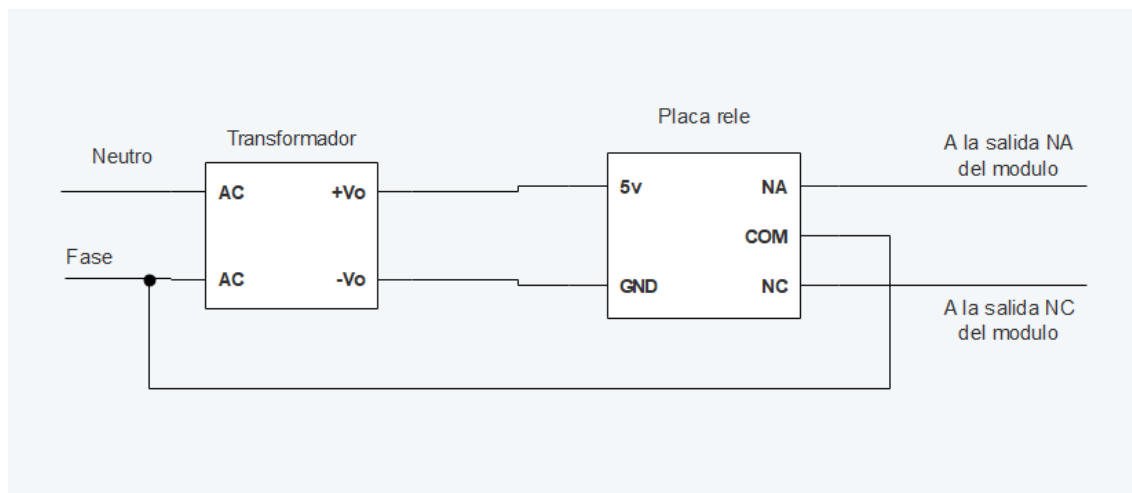 Placa rele
Transformador
Neutro
A la salida NA
del modulo
AC
+Vo
5v
NA
COM
Fase
AC
-Vo
GND
NC
A la salida NC
del modulo